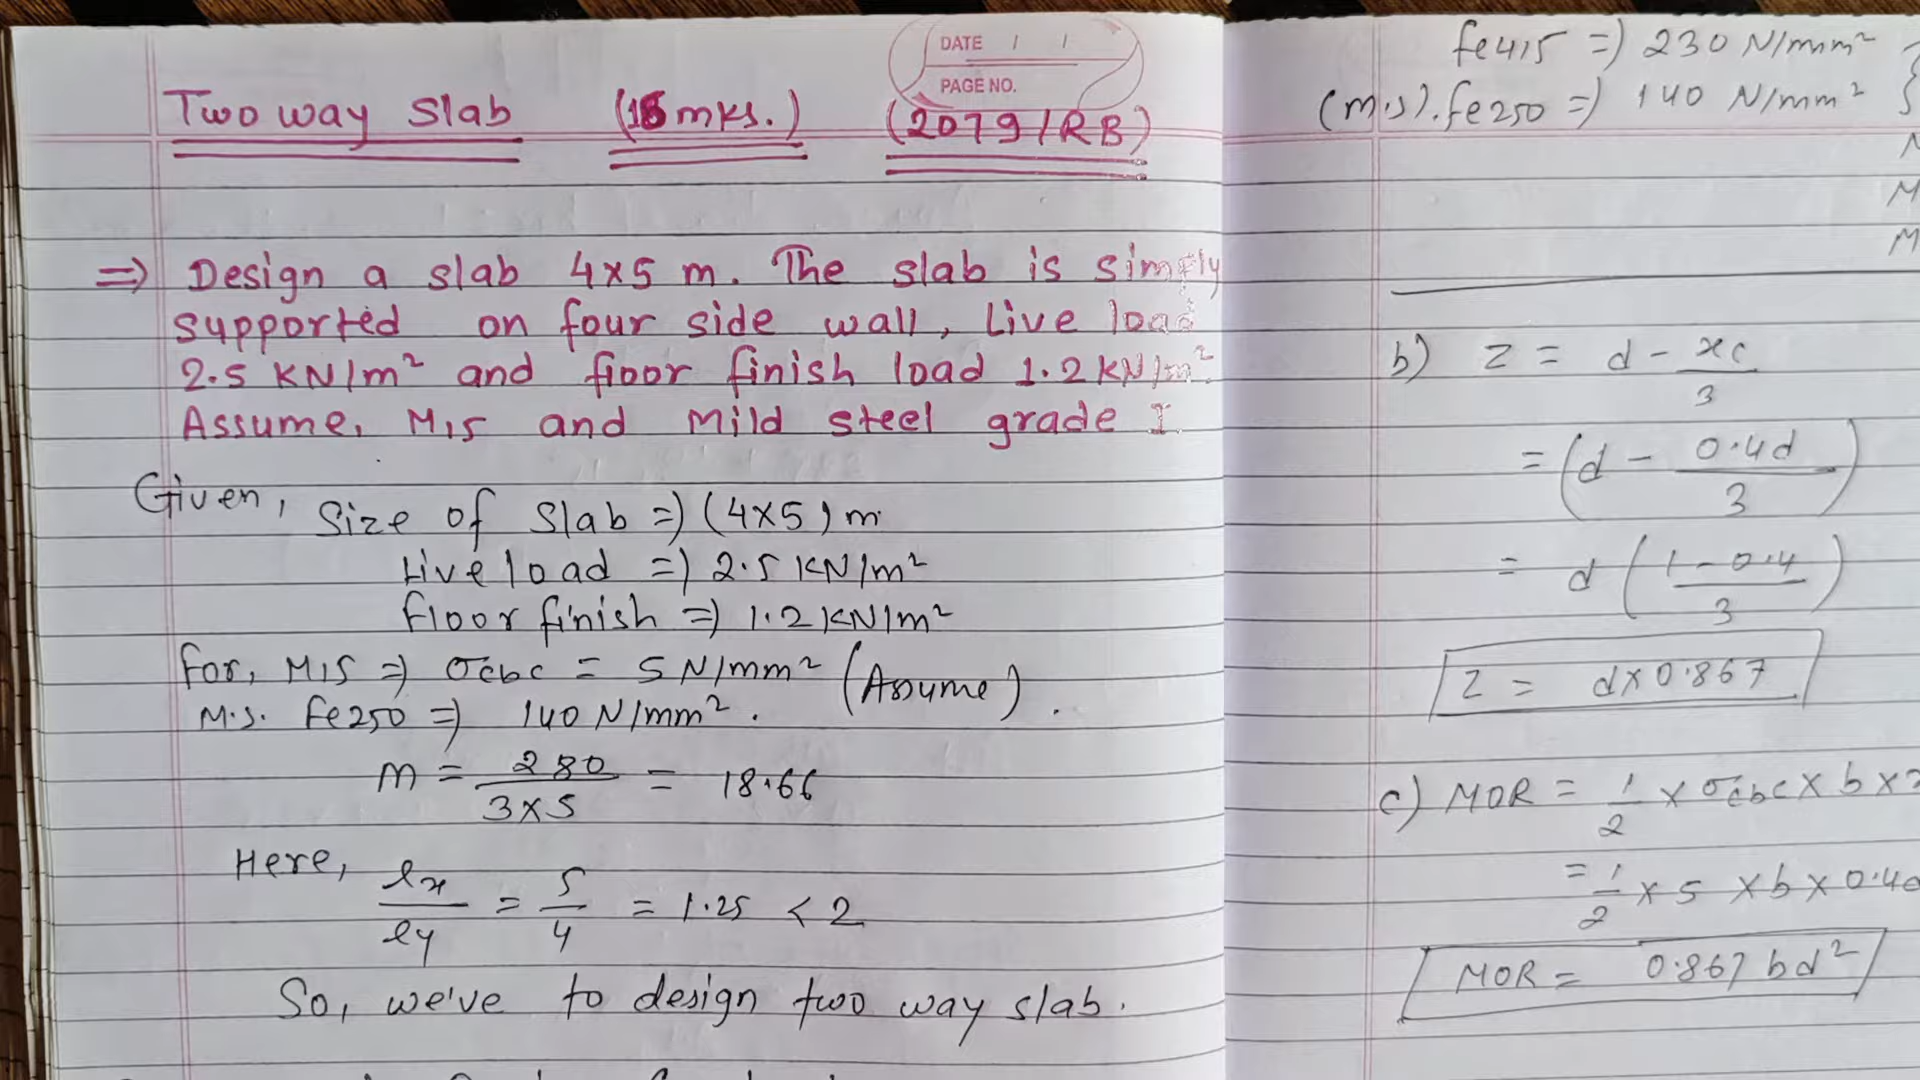 DATE / /
PAGE NO.
Two way Slab (15 mks.) (2079/RB)
=) Design a slab 4x5 m. The slab is simply
supported on four side wall, Live load
2.5 KN/m² and floor finish load 1.2 KN/m².
Assume, M15 and Mild steel grade I
Given, Size of Slab =) (4x5) m
Live load =) 2.5 KN/m²
floor finish =) 1.2 KN/m²
For, M15 =) σcbc = 5 N/mm² (Assume)
M.S. fe250 =) 140 N/mm².
m = 280 / 3x5 = 18.66
Here,
lx / ly = 5 / 4 = 1.25 < 2
So, we've to design two way slab.
fe415 =) 230 N/mm²
(m.s). fe250 =) 140 N/mm² }
M
M
b) Z = d - xc / 3
= (d - 0.4d / 3)
= d (1 - 0.4 / 3)
Z = d x 0.867
c) MOR = 1/2 x σcbc x b x
= 1/2 x 5 x b x 0.4d
MOR = 0.867 bd²